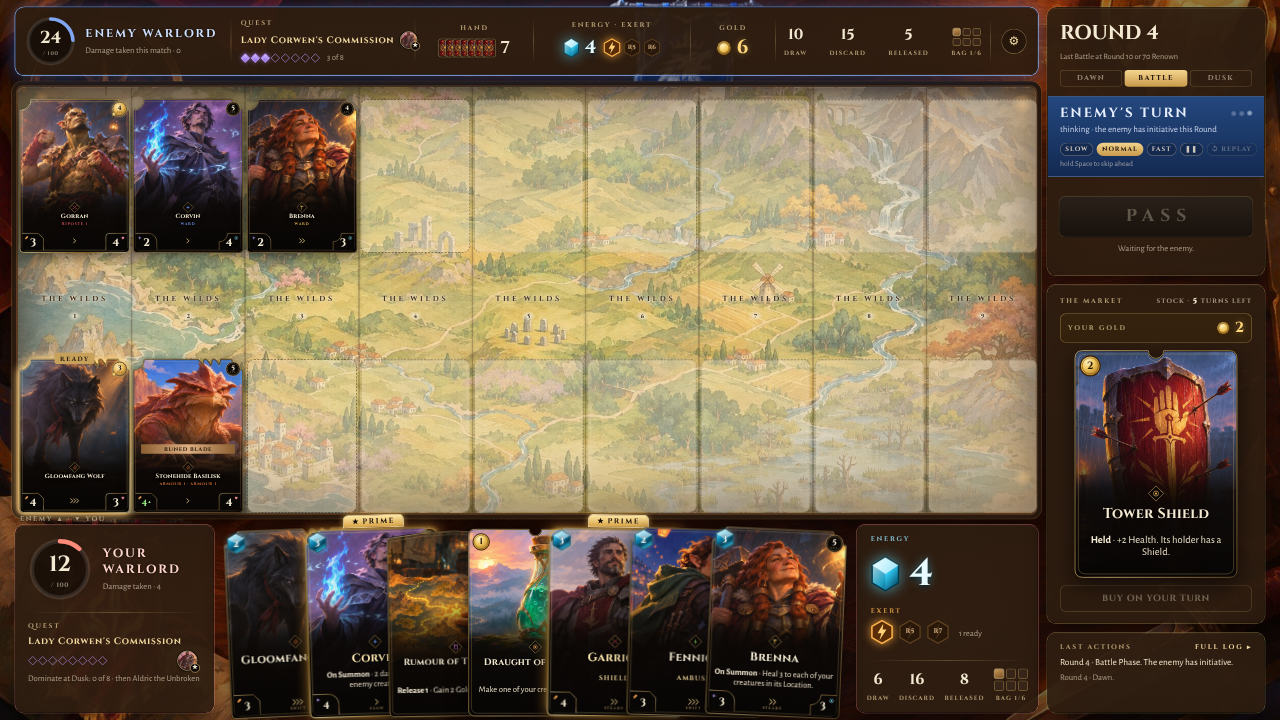 24
/ 100
ENEMY WARLORD
Damage taken this match · 0
QUEST
LADY CORWEN'S COMMISSION
3 of 8
HAND
7
ENERGY · EXERT
4
R5
R6
GOLD
6
10
DRAW
15
DISCARD
5
RELEASED
BAG 1/6
ROUND 4
Last Battle at Round 10 or 70 Renown
DAWN
BATTLE
DUSK
ENEMY'S TURN
thinking · the enemy has initiative this Round
SLOW
NORMAL
FAST
REPLAY
hold Space to skip ahead
PASS
Waiting for the enemy.
THE MARKET
STOCK · 5 TURNS LEFT
YOUR GOLD
2
2
TOWER SHIELD
Held · +2 Health. Its holder has a
Shield.
BUY ON YOUR TURN
LAST ACTIONS
FULL LOG ▸
Round 4 · Battle Phase. The enemy has initiative.
Round 4 · Dawn.
4
GORRAN
RIPOSTE 1
3
4
5
CORVIN
WARD
2
4
4
BRENNA
WARD
2
3
THE WILDS
1
THE WILDS
2
THE WILDS
3
THE WILDS
4
THE WILDS
5
THE WILDS
6
THE WILDS
7
THE WILDS
8
THE WILDS
9
READY
3
GLOOMFANG WOLF
4
3
5
RUNED BLADE
STONEHIDE BASILISK
ARMOUR 1 · ARMOUR 1
4
4
ENEMY ▲ · ▼ YOU
12
/ 100
YOUR
WARLORD
Damage taken · 4
QUEST
LADY CORWEN'S COMMISSION
Dominate at Dusk: 0 of 8 · then Aldric the Unbroken
★ PRIME
★ PRIME
2
GLOOMFAN
3
SWIFT
3
CORV
On Summon · 2 da
enemy crea
4
SLOW
RUMOUR OF T
Release 1 · Gain 2 Gol
1
DRAUGHT OF
Make one of your cre
3
GARRI
SHIEL
4
STEADY
2
FENNI
AMBUS
3
SWIFT
3
5
BRENNA
On Summon · Heal 3 to each of your
creatures in its Location.
3
STEADY
3
ENERGY
4
EXERT
R5
R7
1 ready
6
DRAW
16
DISCARD
8
RELEASED
BAG 1/6